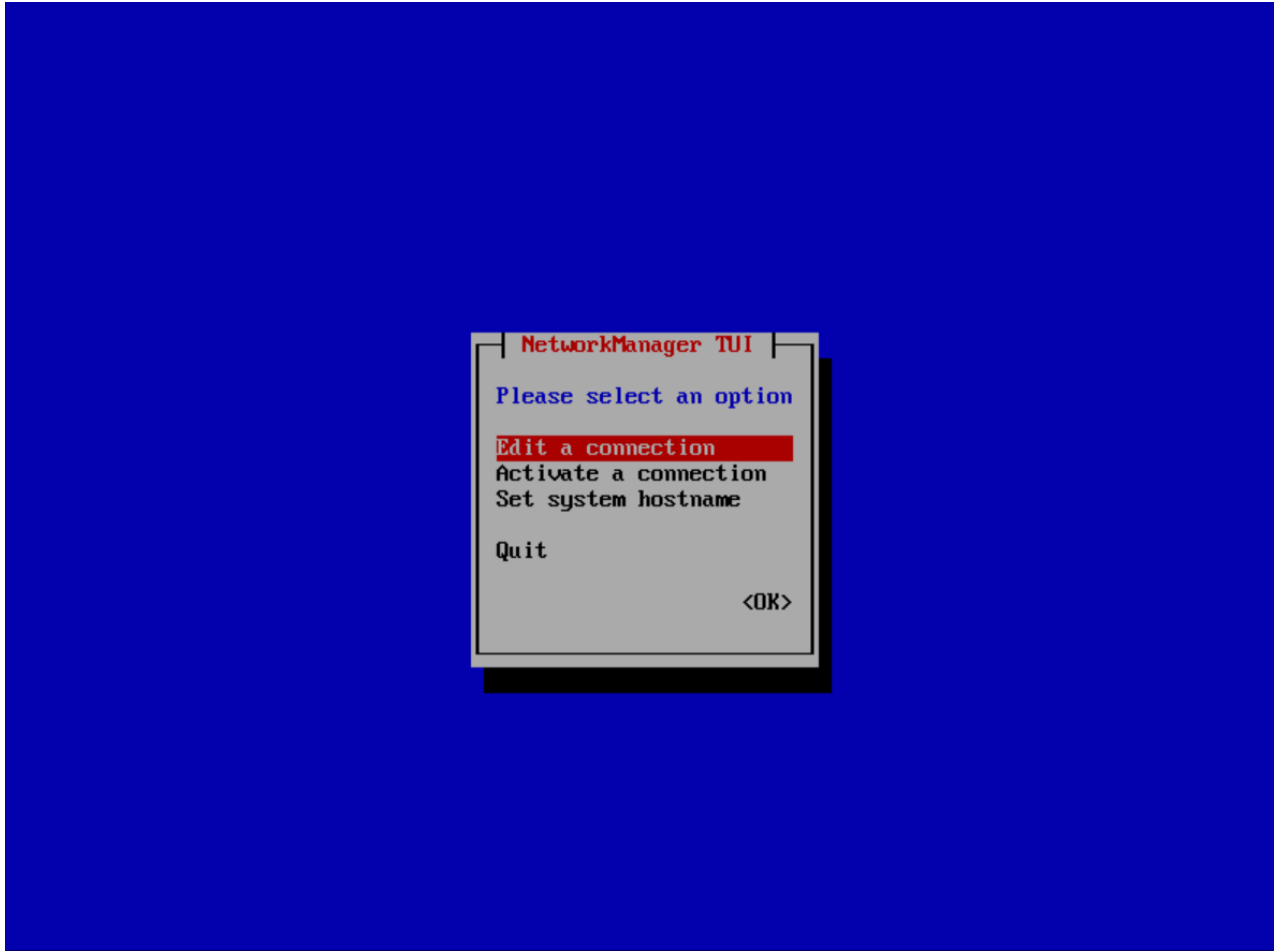 NetworkManager TUI
Please select an option
Edit a connection
Activate a connection
Set system hostname
Quit
<OK>